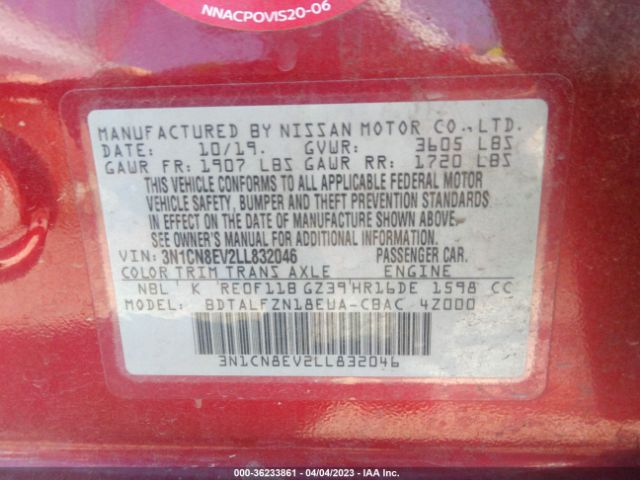 NNACPOVIS20-06
MANUFACTURED BY NISSAN MOTOR CO., LTD.
DATE: 10/19. GVWR: 3605 LBS
GAWR FR: 1907 LBS GAWR RR: 1720 LBS
THIS VEHICLE CONFORMS TO ALL APPLICABLE FEDERAL MOTOR
VEHICLE SAFETY, BUMPER AND THEFT PREVENTION STANDARDS
IN EFFECT ON THE DATE OF MANUFACTURE SHOWN ABOVE.
SEE OWNER'S MANUAL FOR ADDITIONAL INFORMATION.
VIN: 3N1CN8EV2LL832046 PASSENGER CAR.
COLOR TRIM TRANS AXLE ENGINE
NBL K RE0F11B GZ39 HR16DE 1598 CC
MODEL: BDTALFZN18EUA-CBAC 4Z000
3N1CN8EV2LL832046
© 36233861 - 04/04/2023 - IAA Inc.